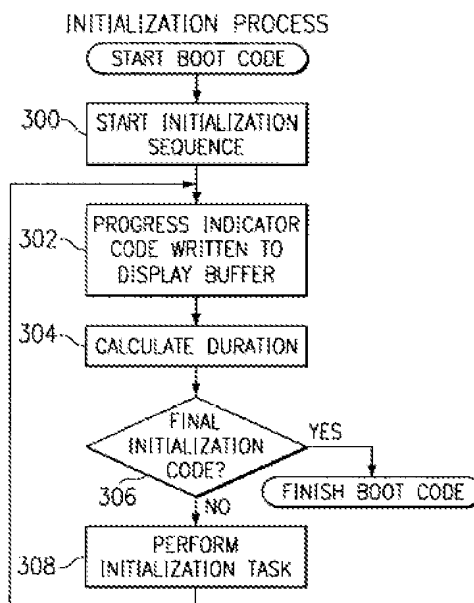 INITIALIZATION PROCESS
START BOOT CODE
300
START INITIALIZATION
SEQUENCE
302
PROGRESS INDICATOR
CODE WRITTEN TO
DISPLAY BUFFER
304
CALCULATE DURATION
FINAL
INITIALIZATION
CODE?
YES
306
FINISH BOOT CODE
NO
308
PERFORM
INITIALIZATION TASK